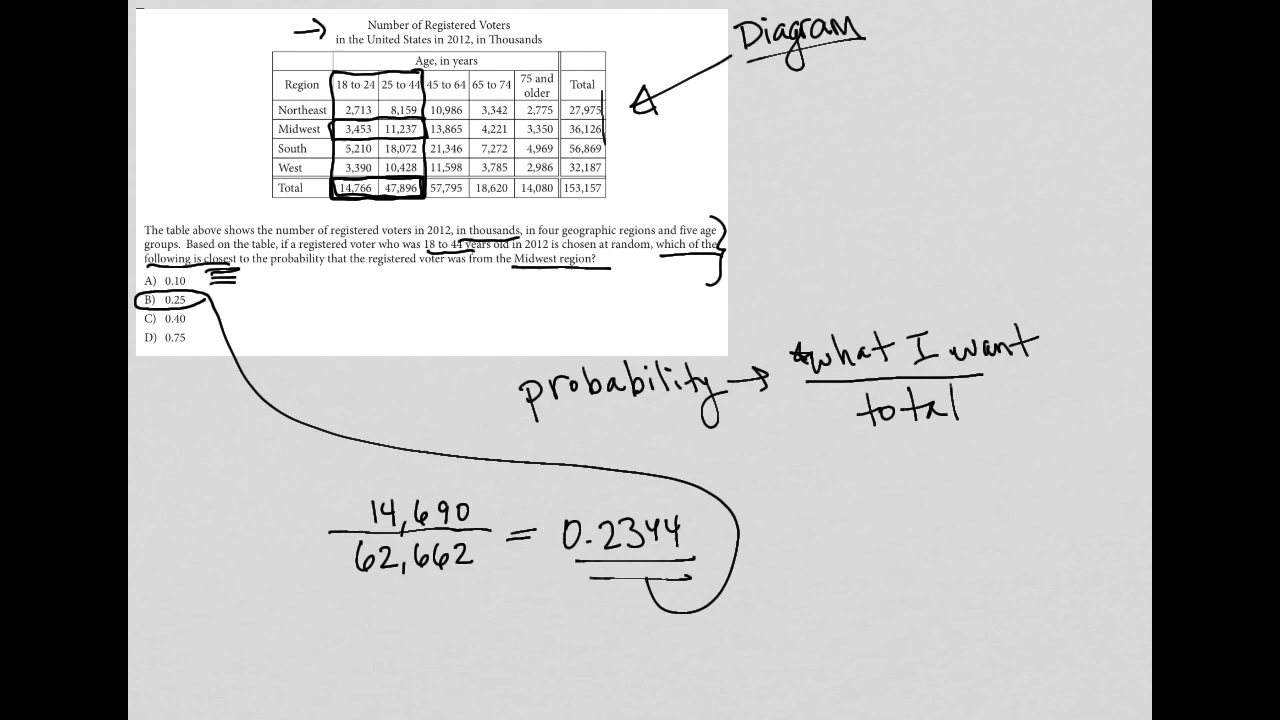 Number of Registered Voters
in the United States in 2012, in Thousands
Diagram
Age, in years
Region 18 to 24 25 to 44 45 to 64 65 to 74 75 and older Total
Northeast 2,713 8,159 10,986 3,342 2,775 27,975
Midwest 3,453 11,237 13,865 4,221 3,350 36,126
South 5,210 18,072 21,346 7,272 4,969 56,869
West 3,390 10,428 11,598 3,785 2,986 32,187
Total 14,766 47,896 57,795 18,620 14,080 153,157
The table above shows the number of registered voters in 2012, in thousands, in four geographic regions and five age
groups. Based on the table, if a registered voter who was 18 to 44 years old in 2012 is chosen at random, which of the
following is closest to the probability that the registered voter was from the Midwest region?
A) 0.10
B) 0.25
C) 0.40
D) 0.75
probability → what I want
total
14,690
62,662
= 0.2344